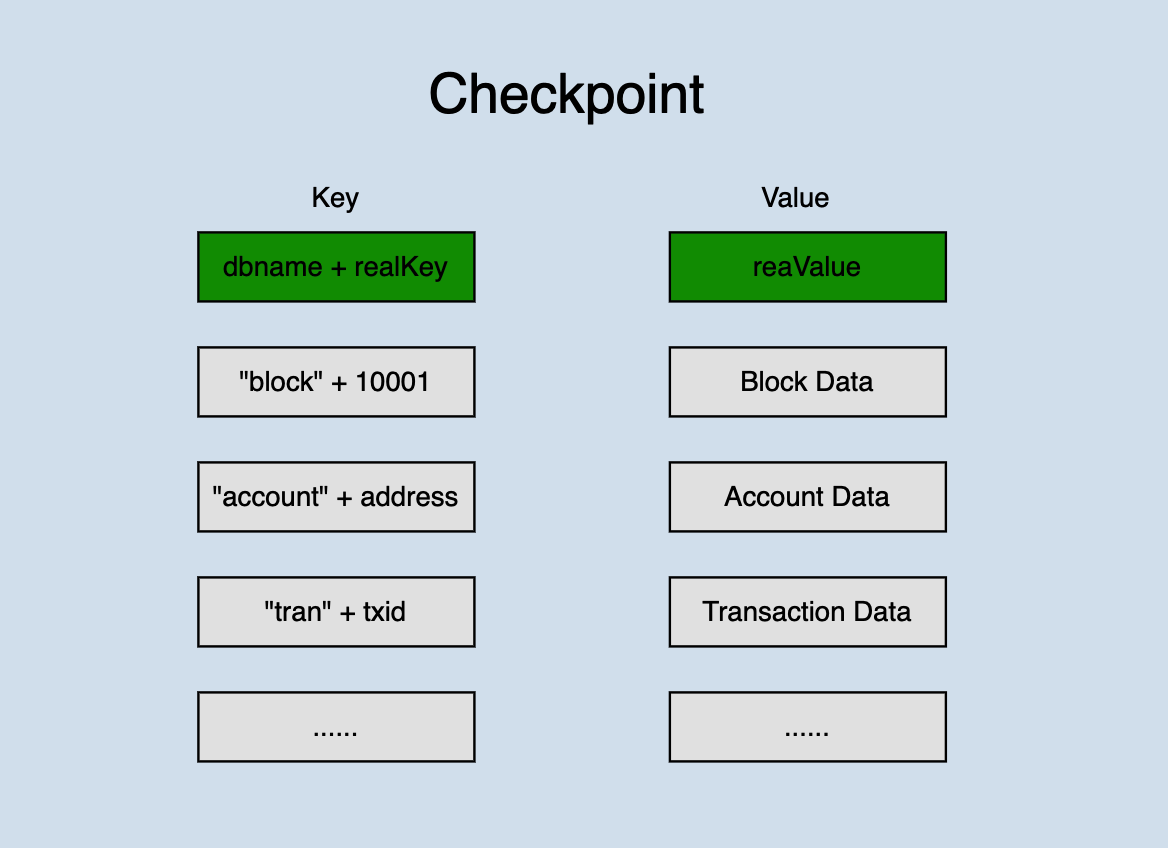 Checkpoint
Key
Value
dbname + realKey
reaValue
"block" + 10001
Block Data
"account" + address
Account Data
"tran" + txid
Transaction Data
......
......